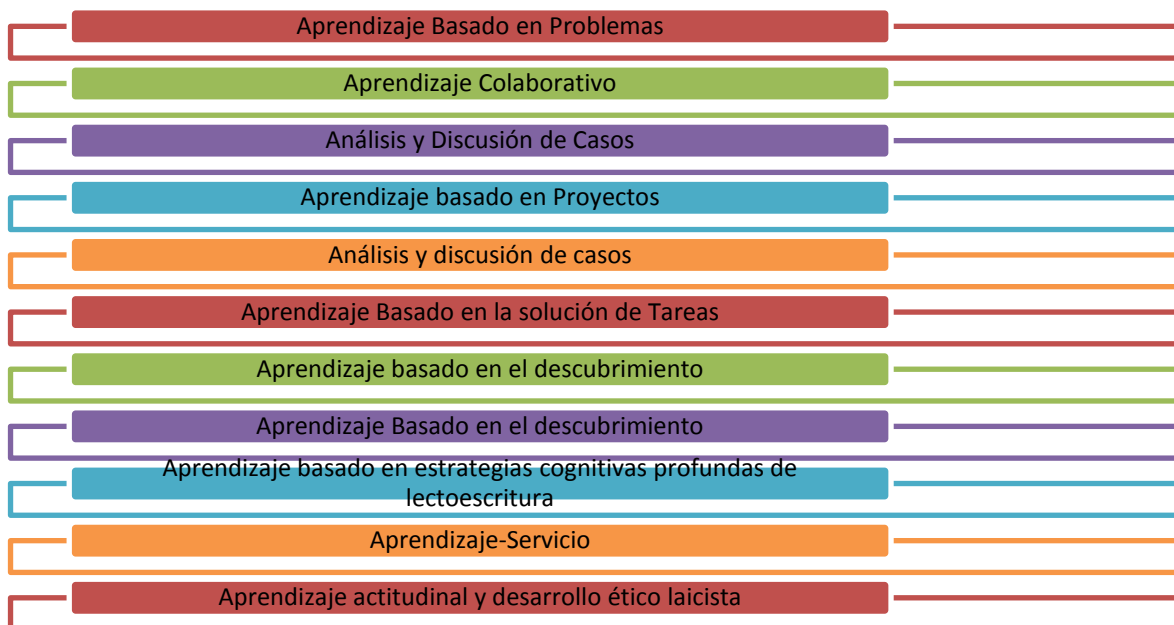 Aprendizaje Basado en Problemas
Aprendizaje Colaborativo
Análisis y Discusión de Casos
Aprendizaje basado en Proyectos
Análisis y discusión de casos
Aprendizaje Basado en la solución de Tareas
Aprendizaje basado en el descubrimiento
Aprendizaje Basado en el descubrimiento
Aprendizaje basado en estrategias cognitivas profundas de
lectoescritura
Aprendizaje-Servicio
Aprendizaje actitudinal y desarrollo ético laicista